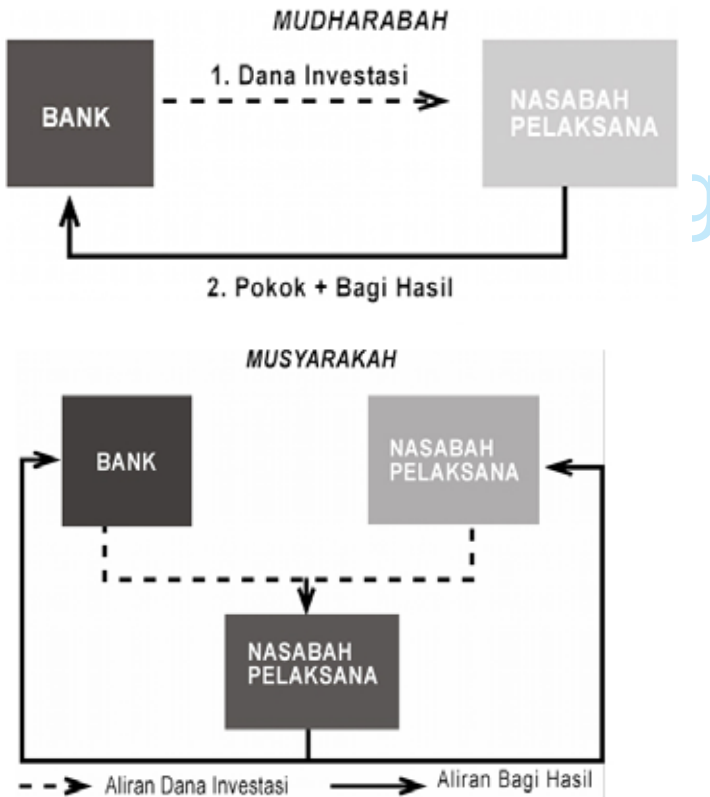 MUDHARABAH
1. Dana Investasi
BANK
NASABAH
PELAKSANA
g
2. Pokok + Bagi Hasil
MUSYARAKAH
BANK
NASABAH
PELAKSANA
NASABAH
PELAKSANA
Aliran Dana Investasi
Aliran Bagi Hasil